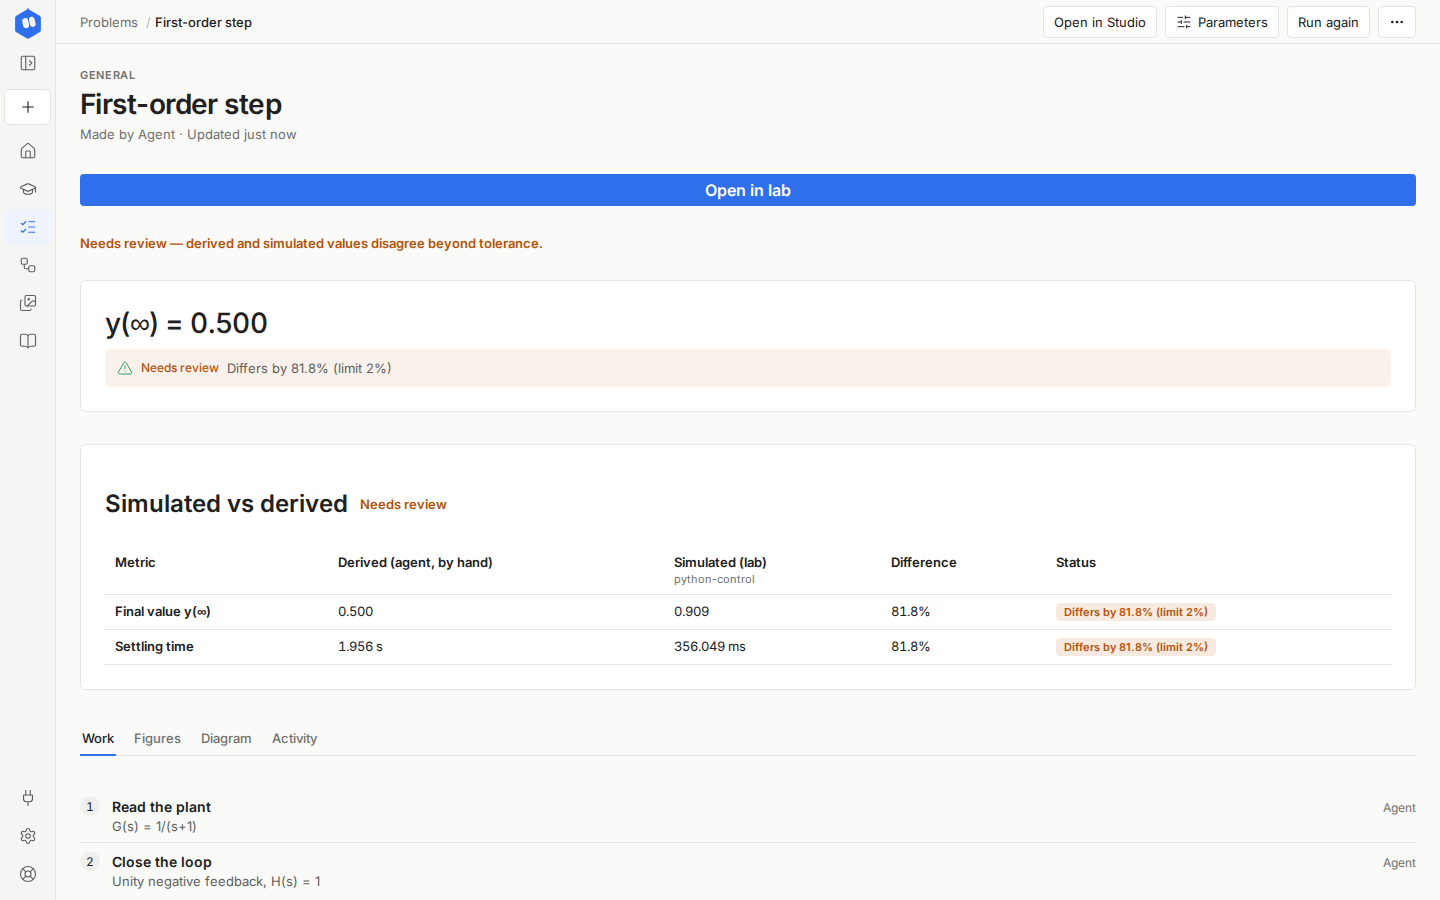 Problems / First-order step
Open in Studio
Parameters
Run again
GENERAL
First-order step
Made by Agent · Updated just now
Open in lab
Needs review — derived and simulated values disagree beyond tolerance.
y(∞) = 0.500
Needs review Differs by 81.8% (limit 2%)
Simulated vs derived Needs review
Metric Derived (agent, by hand) Simulated (lab) Difference Status
python-control
Final value y(∞) 0.500 0.909 81.8% Differs by 81.8% (limit 2%)
Settling time 1.956 s 356.049 ms 81.8% Differs by 81.8% (limit 2%)
Work Figures Diagram Activity
1 Read the plant Agent
G(s) = 1/(s+1)
2 Close the loop Agent
Unity negative feedback, H(s) = 1